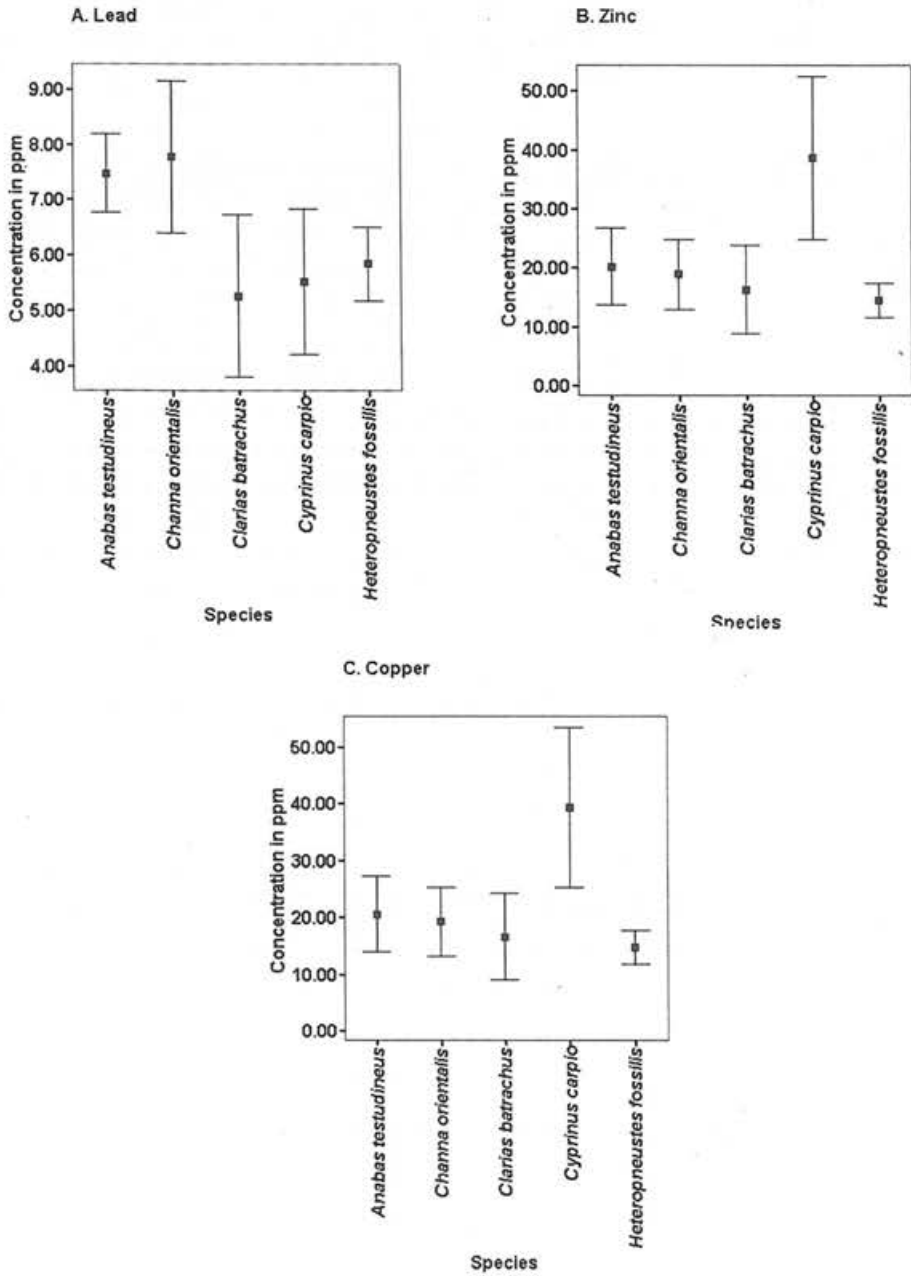 A. Lead
Concentration in ppm
9.00
8.00
7.00
6.00
5.00
4.00
Anabas testudineus
Channa orientalis
Clarias batrachus
Cyprinus carpio
Heteropneustes fossilis
Species
B. Zinc
Concentration in ppm
50.00
40.00
30.00
20.00
10.00
0.00
Anabas testudineus
Channa orientalis
Clarias batrachus
Cyprinus carpio
Heteropneustes fossilis
Species
C. Copper
Concentration in ppm
50.00
40.00
30.00
20.00
10.00
0.00
Anabas testudineus
Channa orientalis
Clarias batrachus
Cyprinus carpio
Heteropneustes fossilis
Species